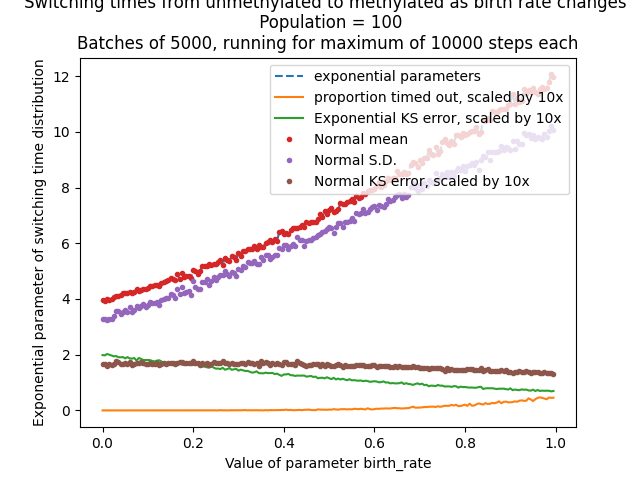 Switching times from unmethylated to methylated as birth rate changes
Population = 100
Batches of 5000, running for maximum of 10000 steps each
exponential parameters
proportion timed out, scaled by 10x
Exponential KS error, scaled by 10x
Normal mean
Normal S.D.
Normal KS error, scaled by 10x
Exponential parameter of switching time distribution
12
10
8
6
4
2
0
0.0 0.2 0.4 0.6 0.8 1.0
Value of parameter birth_rate